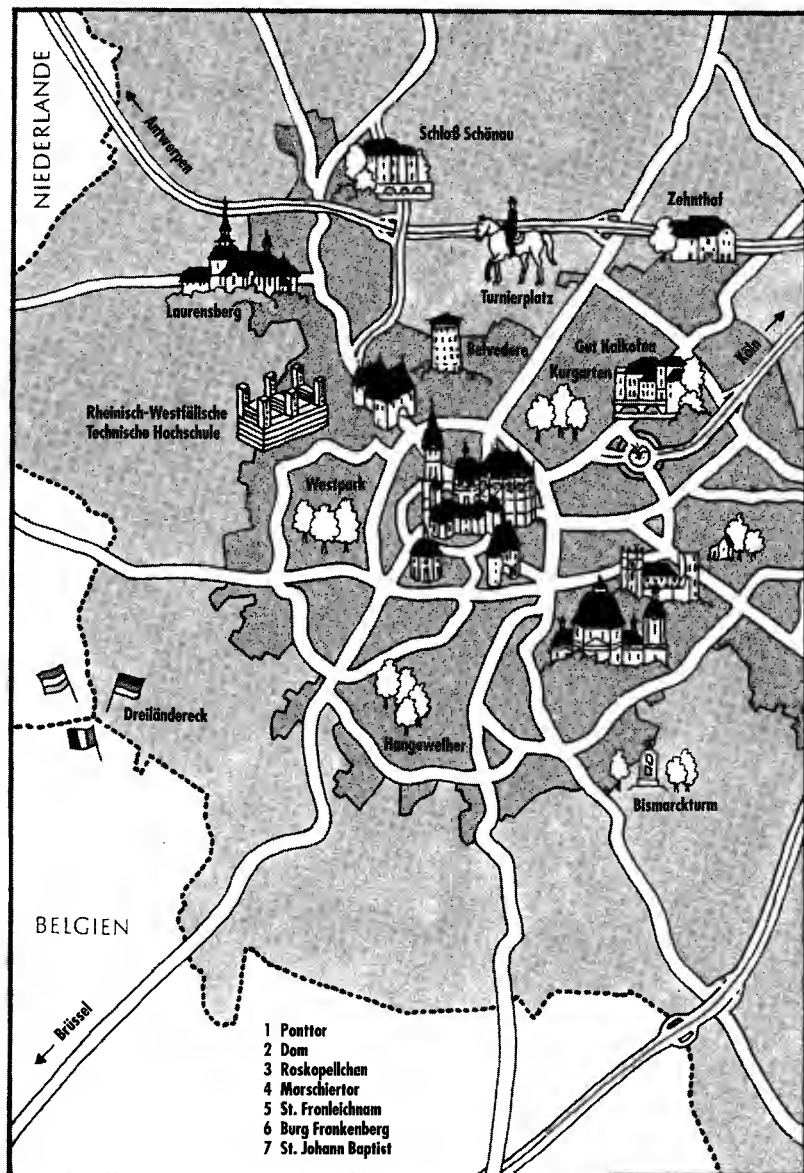 NIEDERLANDE
Antwerpen
Schloß Schönau
Zehnthof
Laurensberg
Turnierplatz
Belvedere
Gut Kalkofen
Kurgarten
Köln
Rheinisch-Westfälische
Technische Hochschule
Westpark
Dreiländereck
Hangeweiher
Bismarckturm
BELGIEN
Brüssel
1 Ponttor
2 Dom
3 Roskapellchen
4 Marschiertor
5 St. Fronleichnam
6 Burg Frankenberg
7 St. Johann Baptist